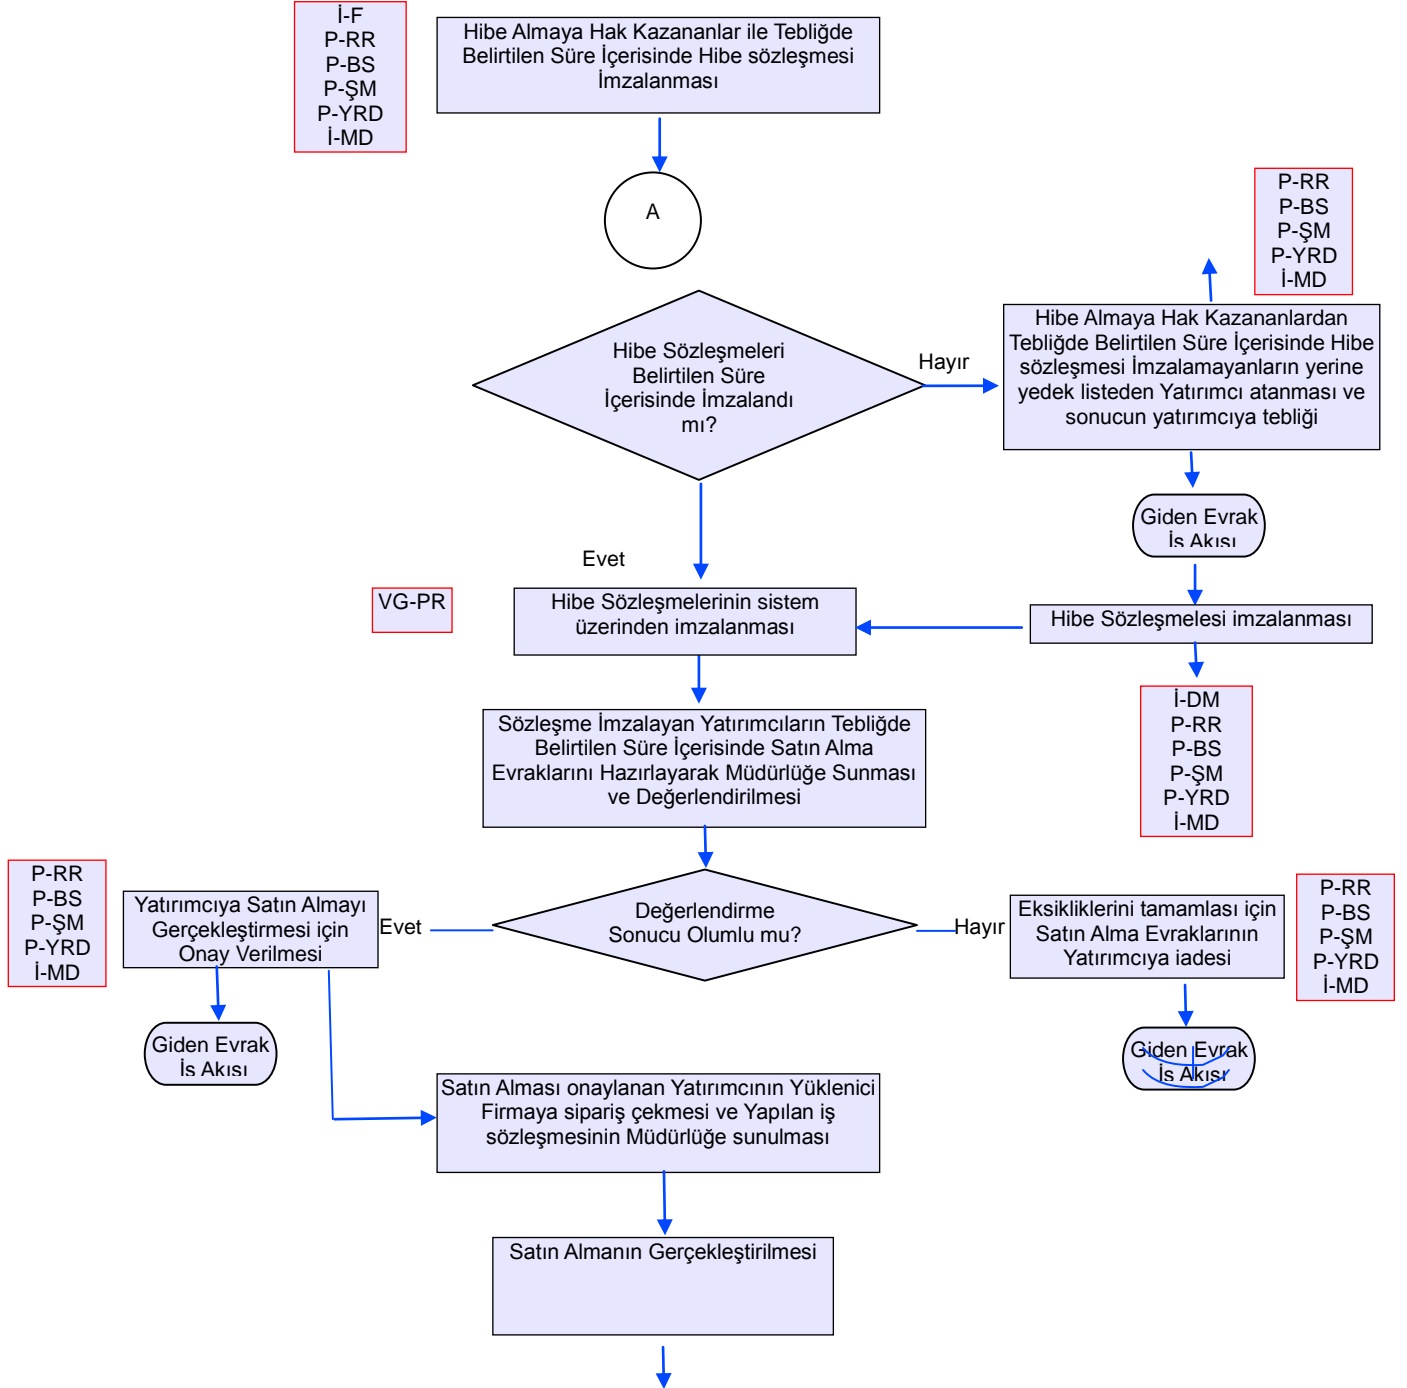 İ-F
P-RR
P-BS
P-ŞM
P-YRD
İ-MD
Hibe Almaya Hak Kazananlar ile Tebliğde
Belirtilen Süre İçerisinde Hibe sözleşmesi
İmzalanması
A
P-RR
P-BS
P-ŞM
P-YRD
İ-MD
Hibe Sözleşmeleri
Belirtilen Süre
İçerisinde İmzalandı
mı?
Hayır
Hibe Almaya Hak Kazananlardan
Tebliğde Belirtilen Süre İçerisinde Hibe
sözleşmesi İmzalamayanların yerine
yedek listeden Yatırımcı atanması ve
sonucun yatırımcıya tebliği
Giden Evrak
İş Akışı
Evet
VG-PR
Hibe Sözleşmelerinin sistem
üzerinden imzalanması
Hibe Sözleşmelesi imzalanması
İ-DM
P-RR
P-BS
P-ŞM
P-YRD
İ-MD
Sözleşme İmzalayan Yatırımcıların Tebliğde
Belirtilen Süre İçerisinde Satın Alma
Evraklarını Hazırlayarak Müdürlüğe Sunması
ve Değerlendirilmesi
P-RR
P-BS
P-ŞM
P-YRD
İ-MD
Yatırımcıya Satın Almayı
Gerçekleştirmesi için
Onay Verilmesi
Evet
Değerlendirme
Sonucu Olumlu mu?
Hayır
Eksikliklerini tamamlası için
Satın Alma Evraklarının
Yatırımcıya iadesi
P-RR
P-BS
P-ŞM
P-YRD
İ-MD
Giden Evrak
İş Akışı
Giden Evrak
İş Akışı
Satın Alması onaylanan Yatırımcının Yüklenici
Firmaya sipariş çekmesi ve Yapılan iş
sözleşmesinin Müdürlüğe sunulması
Satın Almanın Gerçekleştirilmesi